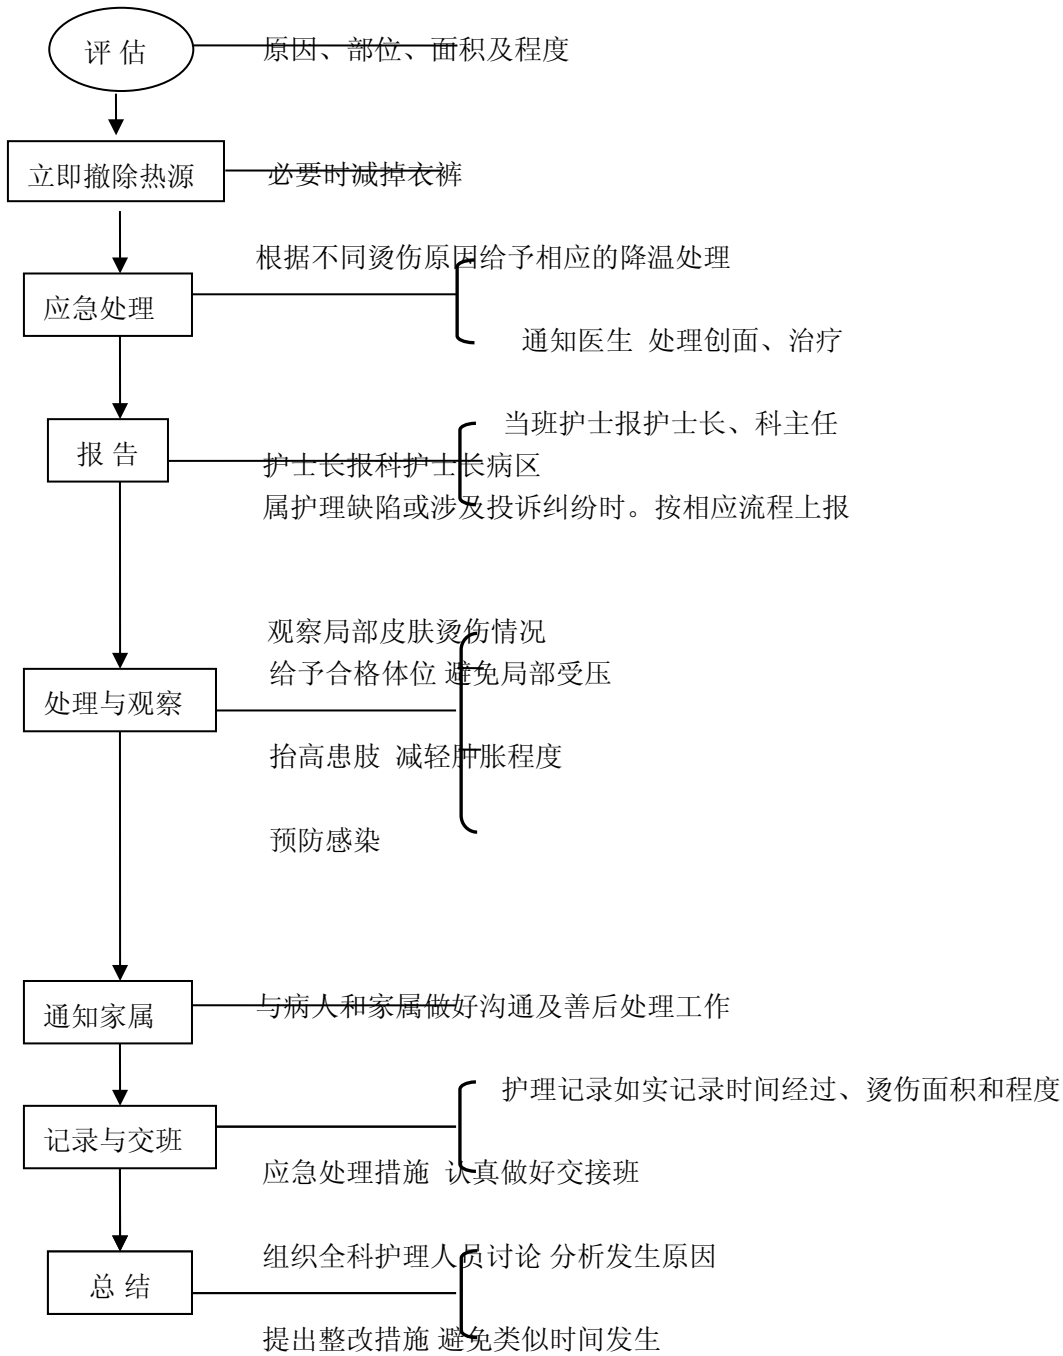 评 估
原因、部位、面积及程度
立即撤除热源
必要时减掉衣裤
根据不同烫伤原因给予相应的降温处理
应急处理
通知医生 处理创面、治疗
当班护士报护士长、科主任
报 告
护士长报科护士长病区
属护理缺陷或涉及投诉纠纷时。按相应流程上报
观察局部皮肤烫伤情况
给予合格体位 避免局部受压
处理与观察
抬高患肢 减轻肿胀程度
预防感染
通知家属
与病人和家属做好沟通及善后处理工作
护理记录如实记录时间经过、烫伤面积和程度
记录与交班
应急处理措施 认真做好交接班
组织全科护理人员讨论 分析发生原因
总 结
提出整改措施 避免类似时间发生